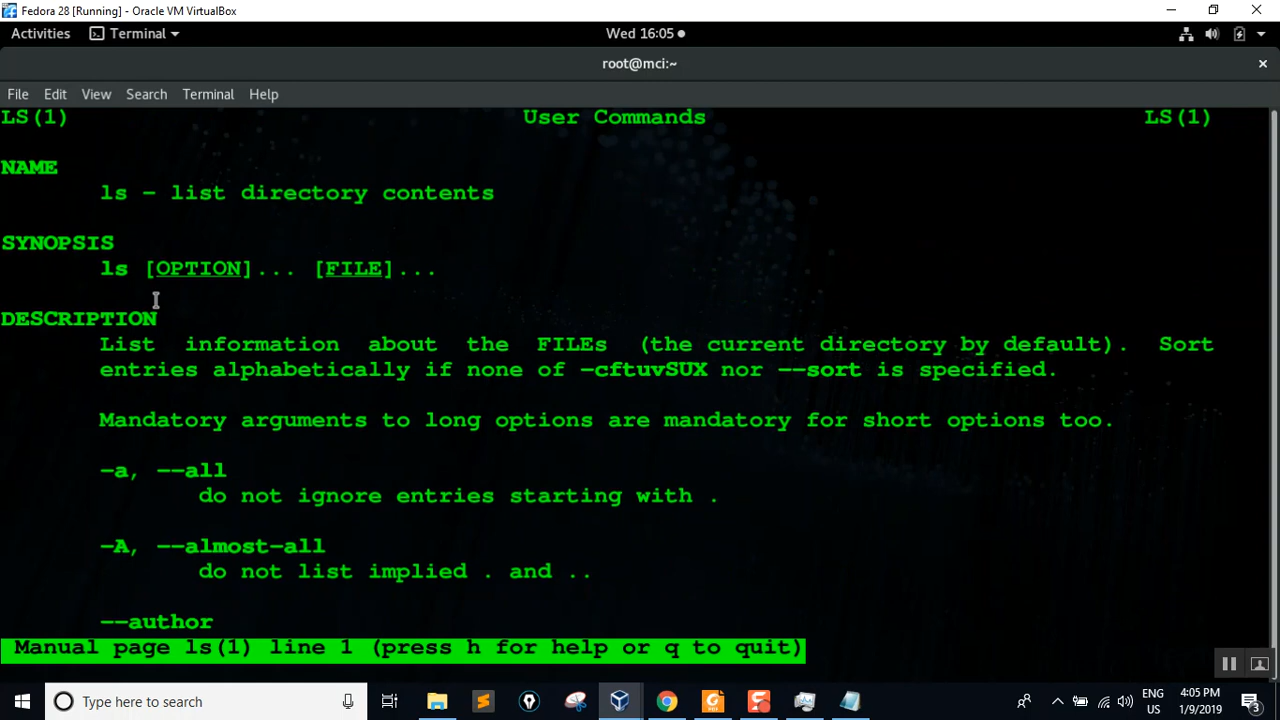 Fedora 28 [Running] - Oracle VM VirtualBox
Activities Terminal Wed 16:05
root@mci:~
File Edit View Search Terminal Help
LS(1) User Commands LS(1)
NAME
ls - list directory contents
SYNOPSIS
ls [OPTION]... [FILE]...
DESCRIPTION
List information about the FILEs (the current directory by default). Sort
entries alphabetically if none of -cftuvSUX nor --sort is specified.
Mandatory arguments to long options are mandatory for short options too.
-a, --all
do not ignore entries starting with .
-A, --almost-all
do not list implied . and ..
--author
Manual page ls(1) line 1 (press h for help or q to quit)
Type here to search
ENG 4:05 PM
US 1/9/2019
3